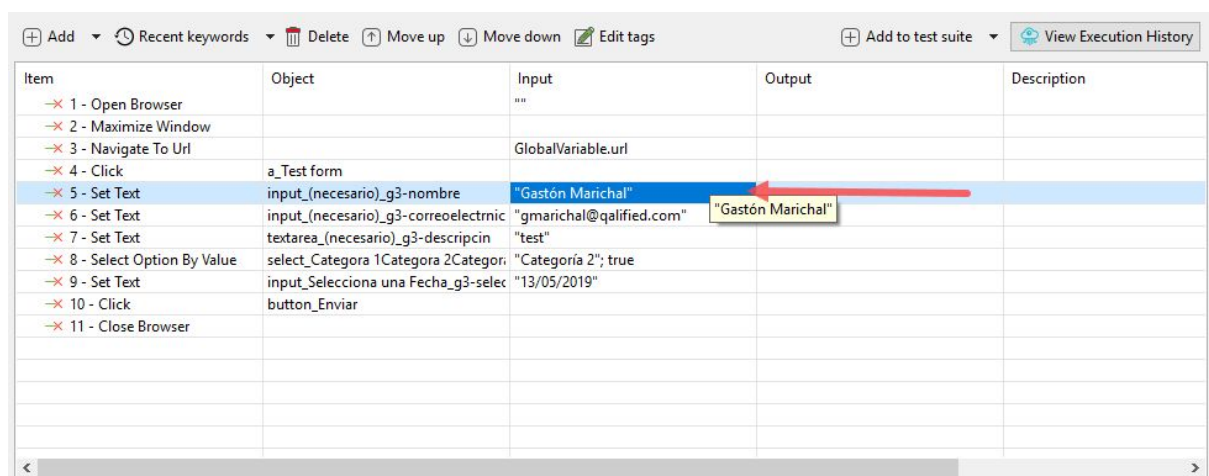 Add Recent keywords Delete Move up Move down Edit tags Add to test suite View Execution History
Item Object Input Output Description
1 - Open Browser ""
2 - Maximize Window
3 - Navigate To Url GlobalVariable.url
4 - Click a_Test form
5 - Set Text input_(necesario)_g3-nombre "Gastón Marichal"
6 - Set Text input_(necesario)_g3-correoelectrnic "gmarichal@qalified.com" "Gastón Marichal"
7 - Set Text textarea_(necesario)_g3-descripcin "test"
8 - Select Option By Value select_Categora 1Categora 2Categor "Categoría 2"; true
9 - Set Text input_Selecciona una Fecha_g3-selec "13/05/2019"
10 - Click button_Enviar
11 - Close Browser